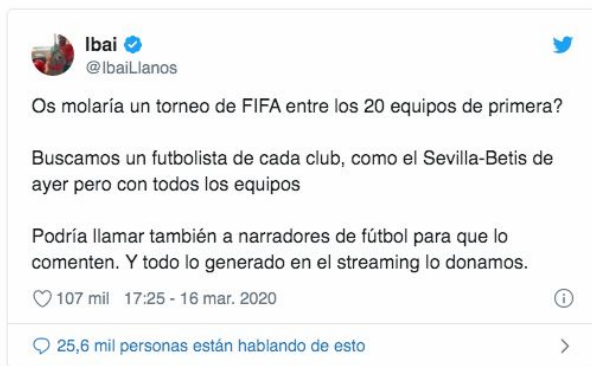 Ibai
@IbaiLlanos
Os molaría un torneo de FIFA entre los 20 equipos de primera?
Buscamos un futbolista de cada club, como el Sevilla-Betis de
ayer pero con todos los equipos
Podría llamar también a narradores de fútbol para que lo
comenten. Y todo lo generado en el streaming lo donamos.
107 mil 17:25 - 16 mar. 2020
25,6 mil personas están hablando de esto